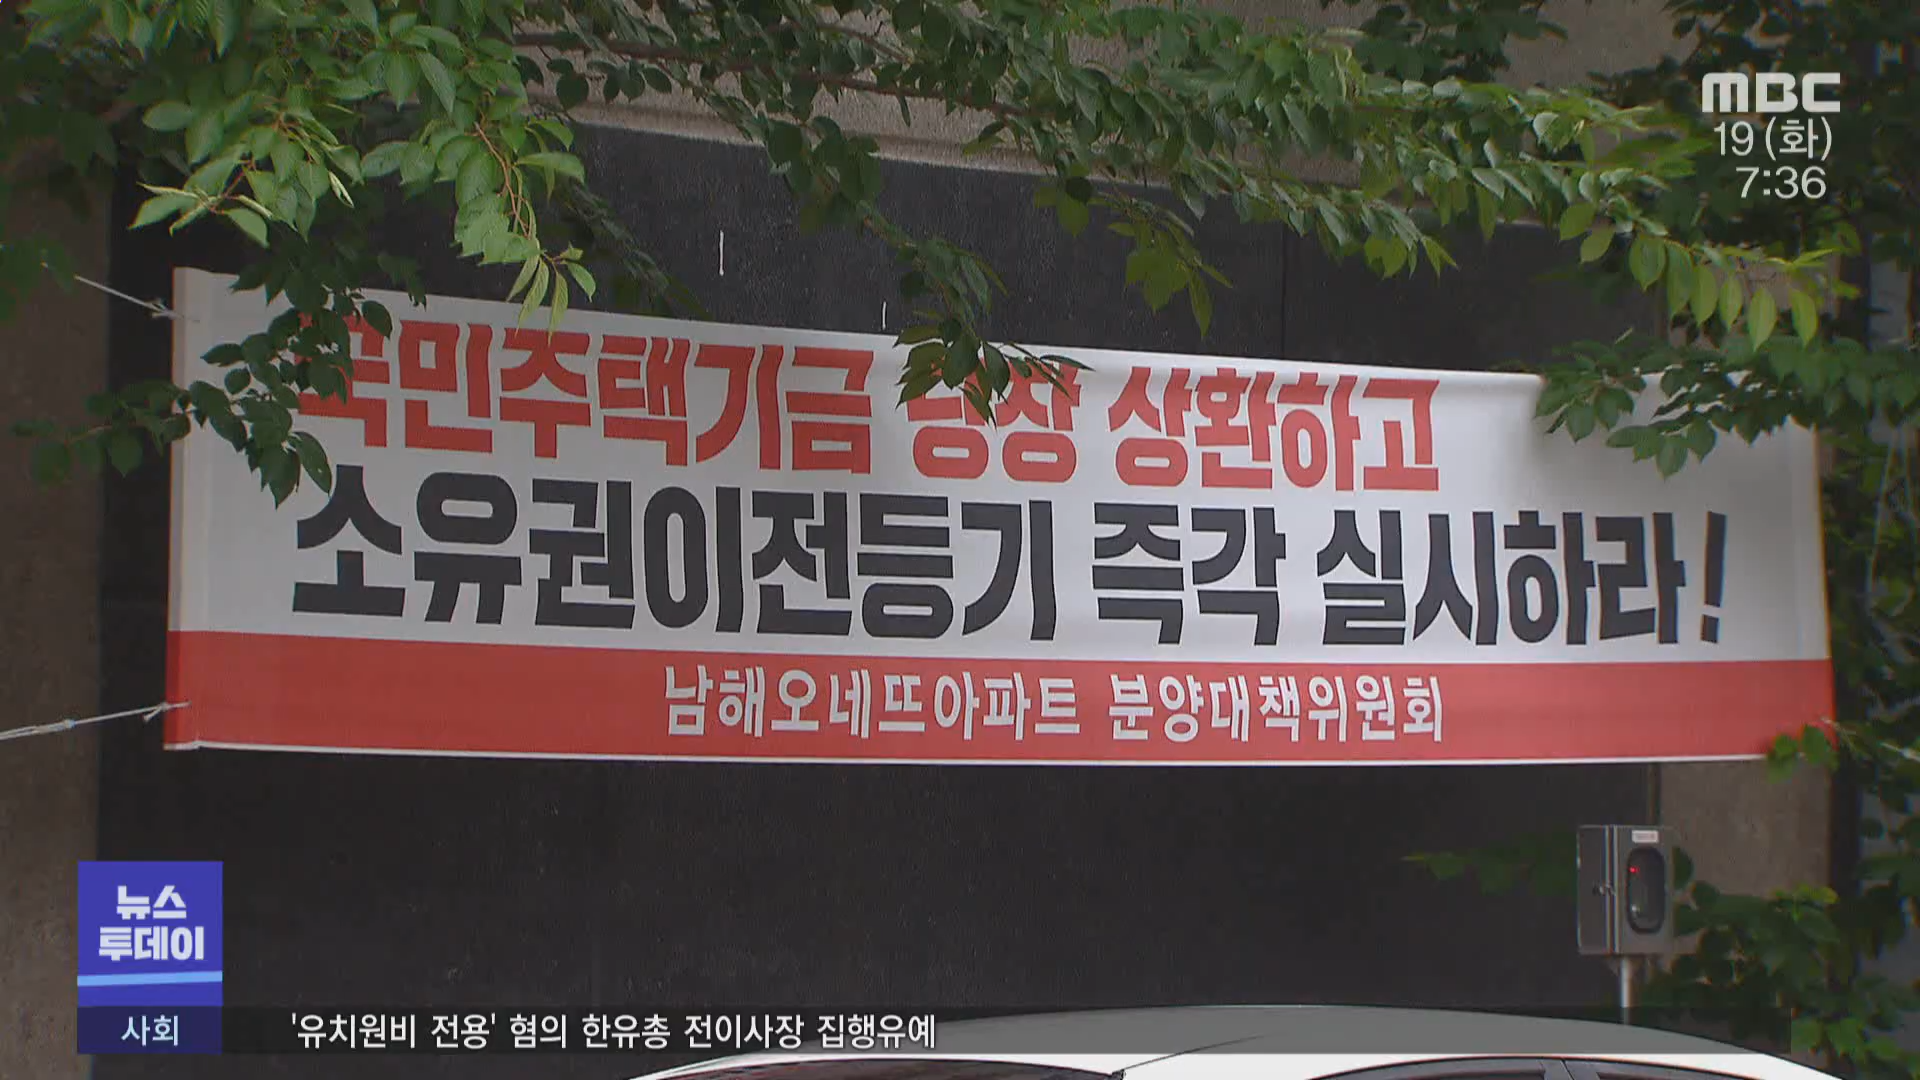 MBC
19 (화)
7:36
국민주택기금 당장 상환하고
소유권이전등기 즉각 실시하라!
남해오네뜨아파트 분양대책위원회
뉴스
투데이
사회
'유치원비 전용' 혐의 한유총 전이사장 집행유예